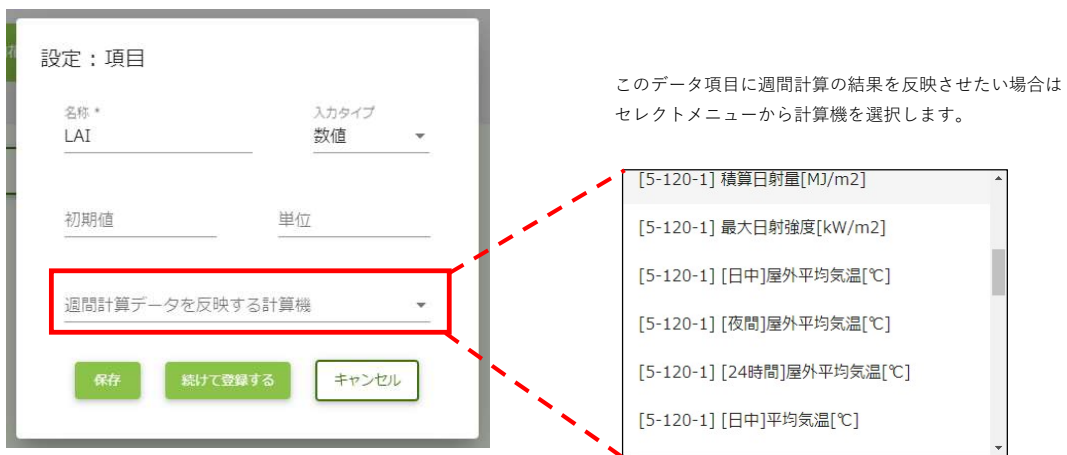 設定：項目
名称 *
LAI
入力タイプ
数値
初期値
単位
週間計算データを反映する計算機
保存
続けて登録する
キャンセル
このデータ項目に週間計算の結果を反映させたい場合は
セレクトメニューから計算機を選択します。
[5-120-1] 積算日射量[MJ/m2]
[5-120-1] 最大日射強度[kW/m2]
[5-120-1] [日中]屋外平均気温[℃]
[5-120-1] [夜間]屋外平均気温[℃]
[5-120-1] [24時間]屋外平均気温[℃]
[5-120-1] [日中]平均気温[℃]